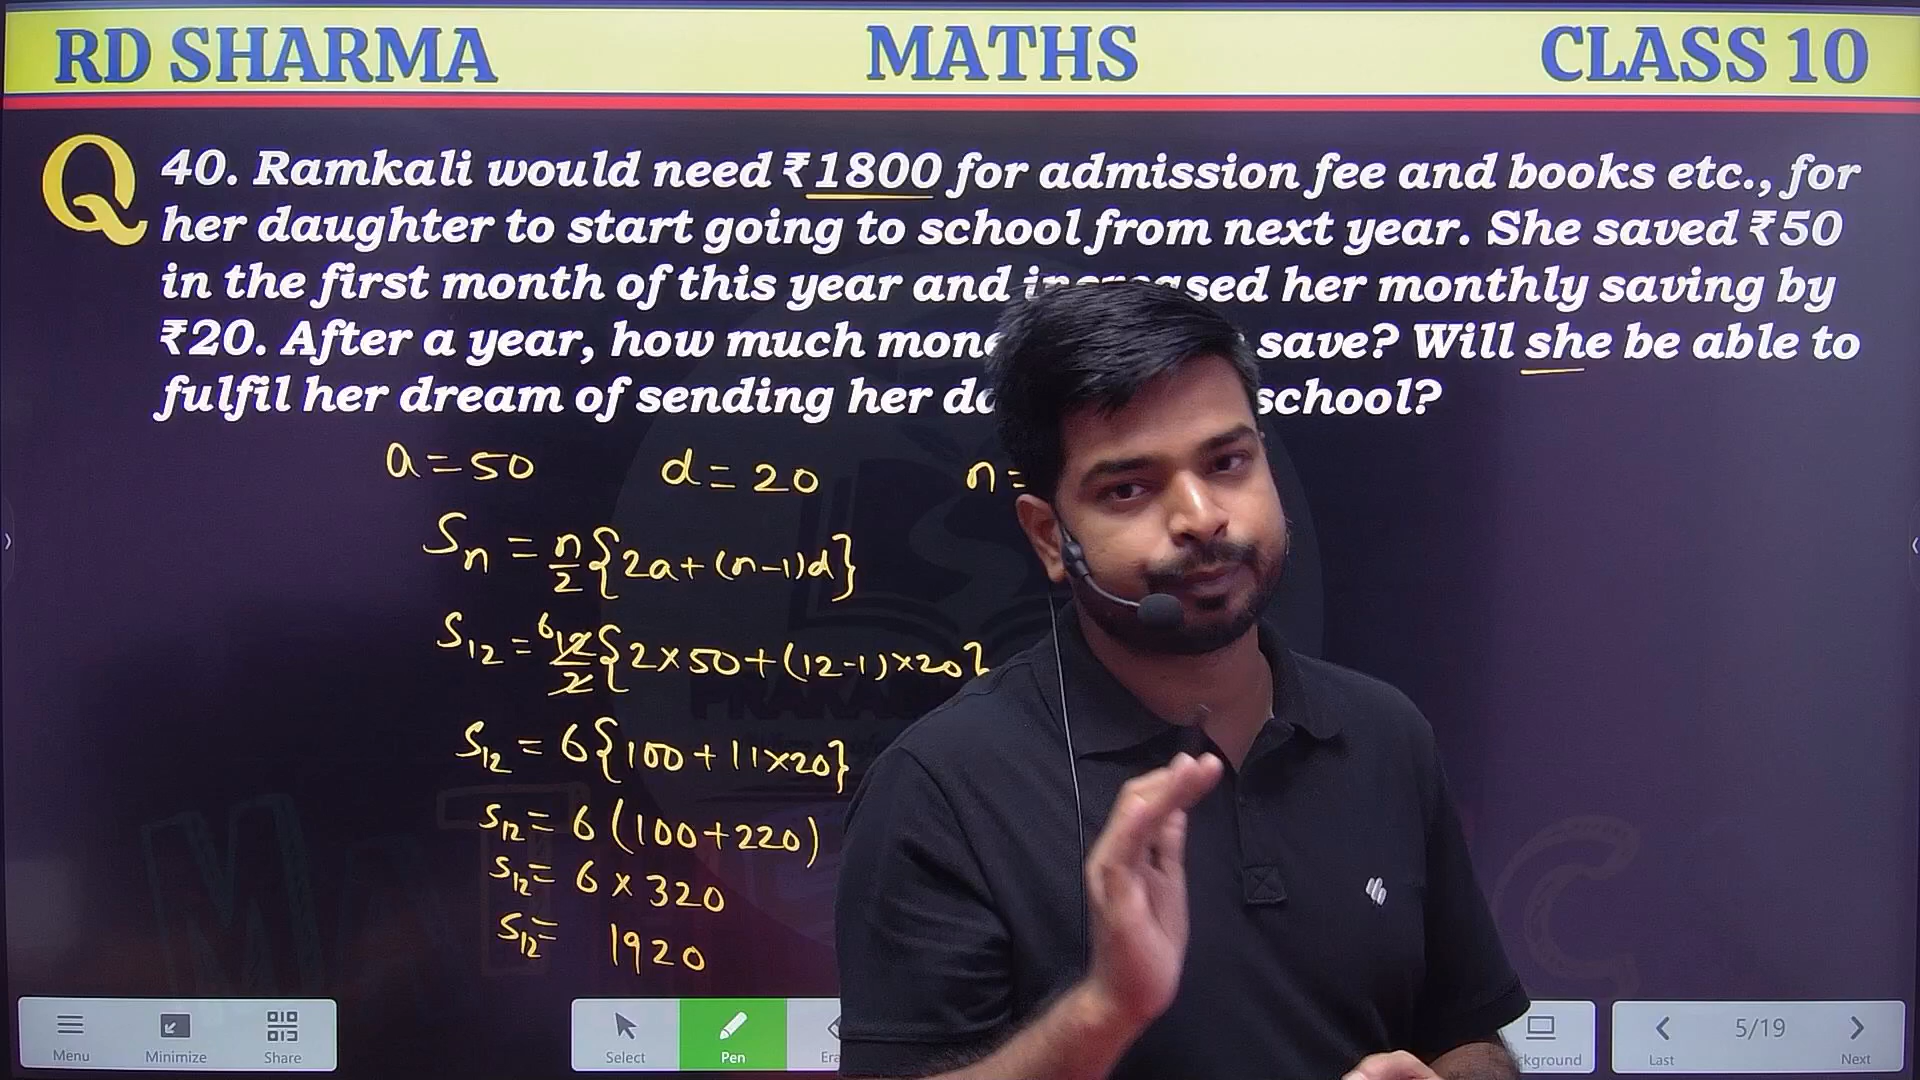 RD SHARMA MATHS CLASS 10
Q 40. Ramkali would need ₹1800 for admission fee and books etc., for
her daughter to start going to school from next year. She saved ₹50
in the first month of this year and increased her monthly saving by
₹20. After a year, how much save? Will she be able to
fulfil her dream of sending her school?
a = 50 d = 20 n =
Sn = n/2 {2a + (n-1)d}
S12 = 6 12/2 {2 × 50 + (12-1) × 20}
S12 = 6 {100 + 11 × 20}
S12 = 6 (100 + 220)
S12 = 6 × 320
S12 = 1920
Menu Minimize Share Select Pen Last 5/19 Next